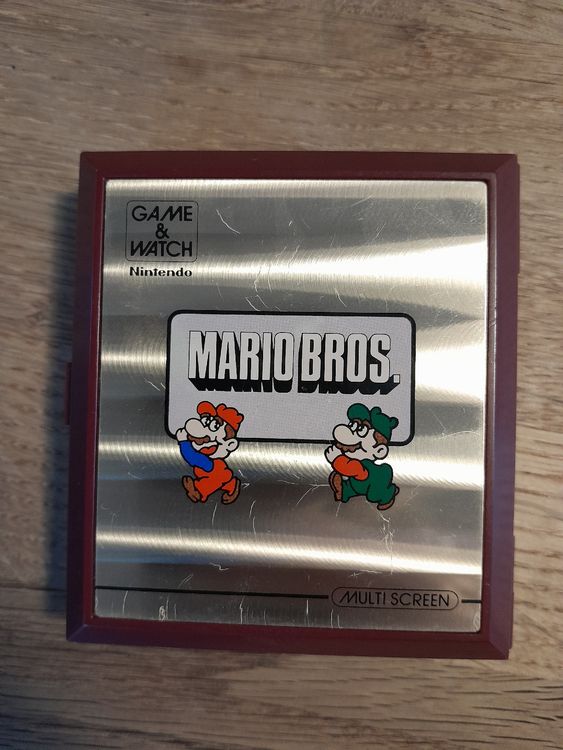 GAME
&
WATCH
Nintendo
MARIO BROS.
MULTI SCREEN